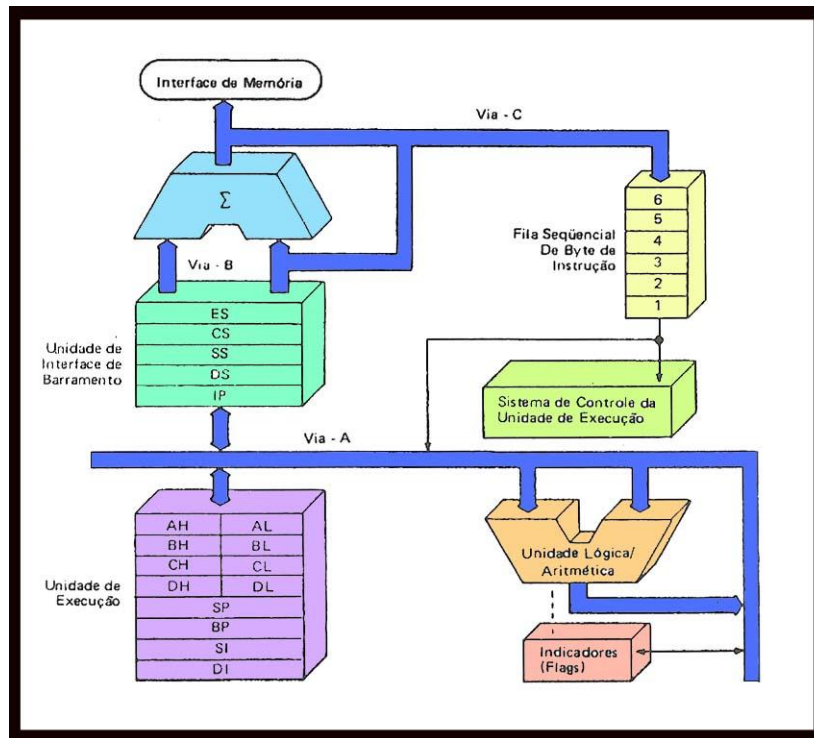 Interface de Memória
Via - C
Σ
6
5
4
3
2
1
Fila Seqüencial
De Byte de
Instrução
Via - B
ES
CS
SS
DS
IP
Unidade de
Interface de
Barramento
Sistema de Controle da
Unidade de Execução
Via - A
AH AL
BH BL
CH CL
DH DL
SP
BP
SI
DI
Unidade de
Execução
Unidade Lógica/
Aritmética
Indicadores
(Flags)